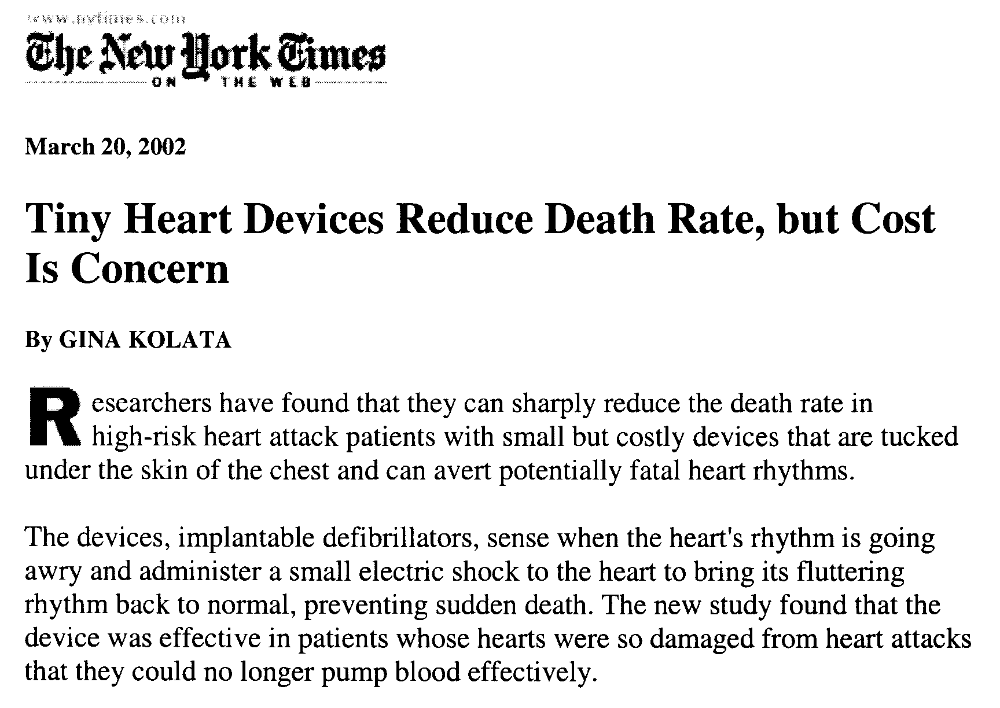 www.nytimes.com
The New York Times
ON THE WEB
March 20, 2002
Tiny Heart Devices Reduce Death Rate, but Cost
Is Concern
By GINA KOLATA
Researchers have found that they can sharply reduce the death rate in
high-risk heart attack patients with small but costly devices that are tucked
under the skin of the chest and can avert potentially fatal heart rhythms.
The devices, implantable defibrillators, sense when the heart's rhythm is going
awry and administer a small electric shock to the heart to bring its fluttering
rhythm back to normal, preventing sudden death. The new study found that the
device was effective in patients whose hearts were so damaged from heart attacks
that they could no longer pump blood effectively.